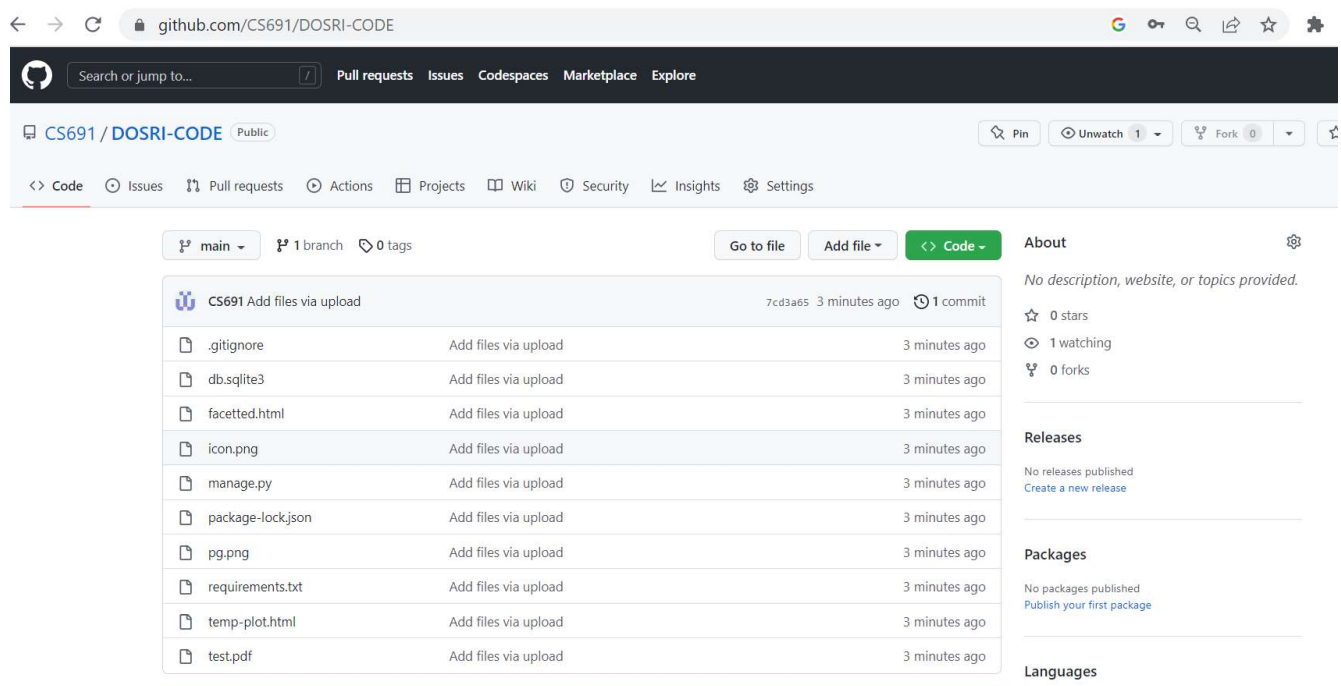 github.com/CS691/DOSRI-CODE
Search or jump to... / Pull requests Issues Codespaces Marketplace Explore
CS691 / DOSRI-CODE Public
Pin Unwatch 1 Fork 0
<> Code Issues Pull requests Actions Projects Wiki Security Insights Settings
main 1 branch 0 tags Go to file Add file <> Code
CS691 Add files via upload 7cd3a65 3 minutes ago 1 commit
.gitignore Add files via upload 3 minutes ago
db.sqlite3 Add files via upload 3 minutes ago
facetted.html Add files via upload 3 minutes ago
icon.png Add files via upload 3 minutes ago
manage.py Add files via upload 3 minutes ago
package-lock.json Add files via upload 3 minutes ago
pg.png Add files via upload 3 minutes ago
requirements.txt Add files via upload 3 minutes ago
temp-plot.html Add files via upload 3 minutes ago
test.pdf Add files via upload 3 minutes ago
About
No description, website, or topics provided.
0 stars
1 watching
0 forks
Releases
No releases published
Create a new release
Packages
No packages published
Publish your first package
Languages